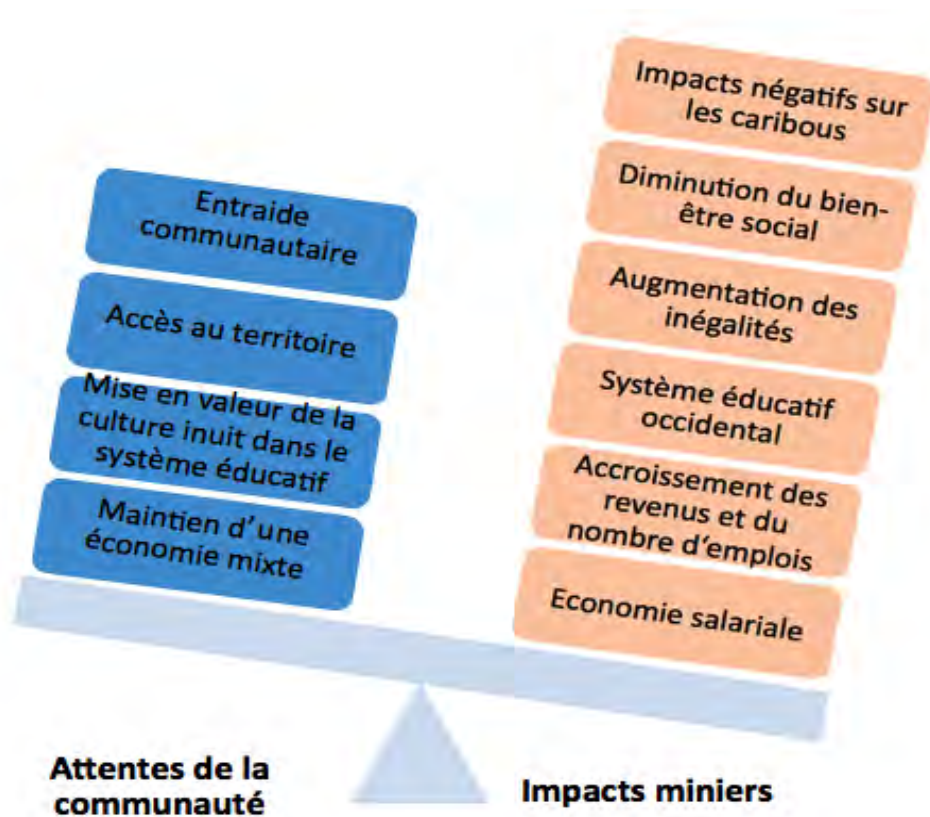 Entraide
communautaire
Accès au territoire
Mise en valeur de la
culture inuit dans le
système éducatif
Maintien d'une
économie mixte
Impacts négatifs sur
les caribous
Diminution du bien-
être social
Augmentation des
inégalités
Système éducatif
occidental
Accroissement des
revenus et du
nombre d'emplois
Economie salariale
Attentes de la
communauté
Impacts miniers